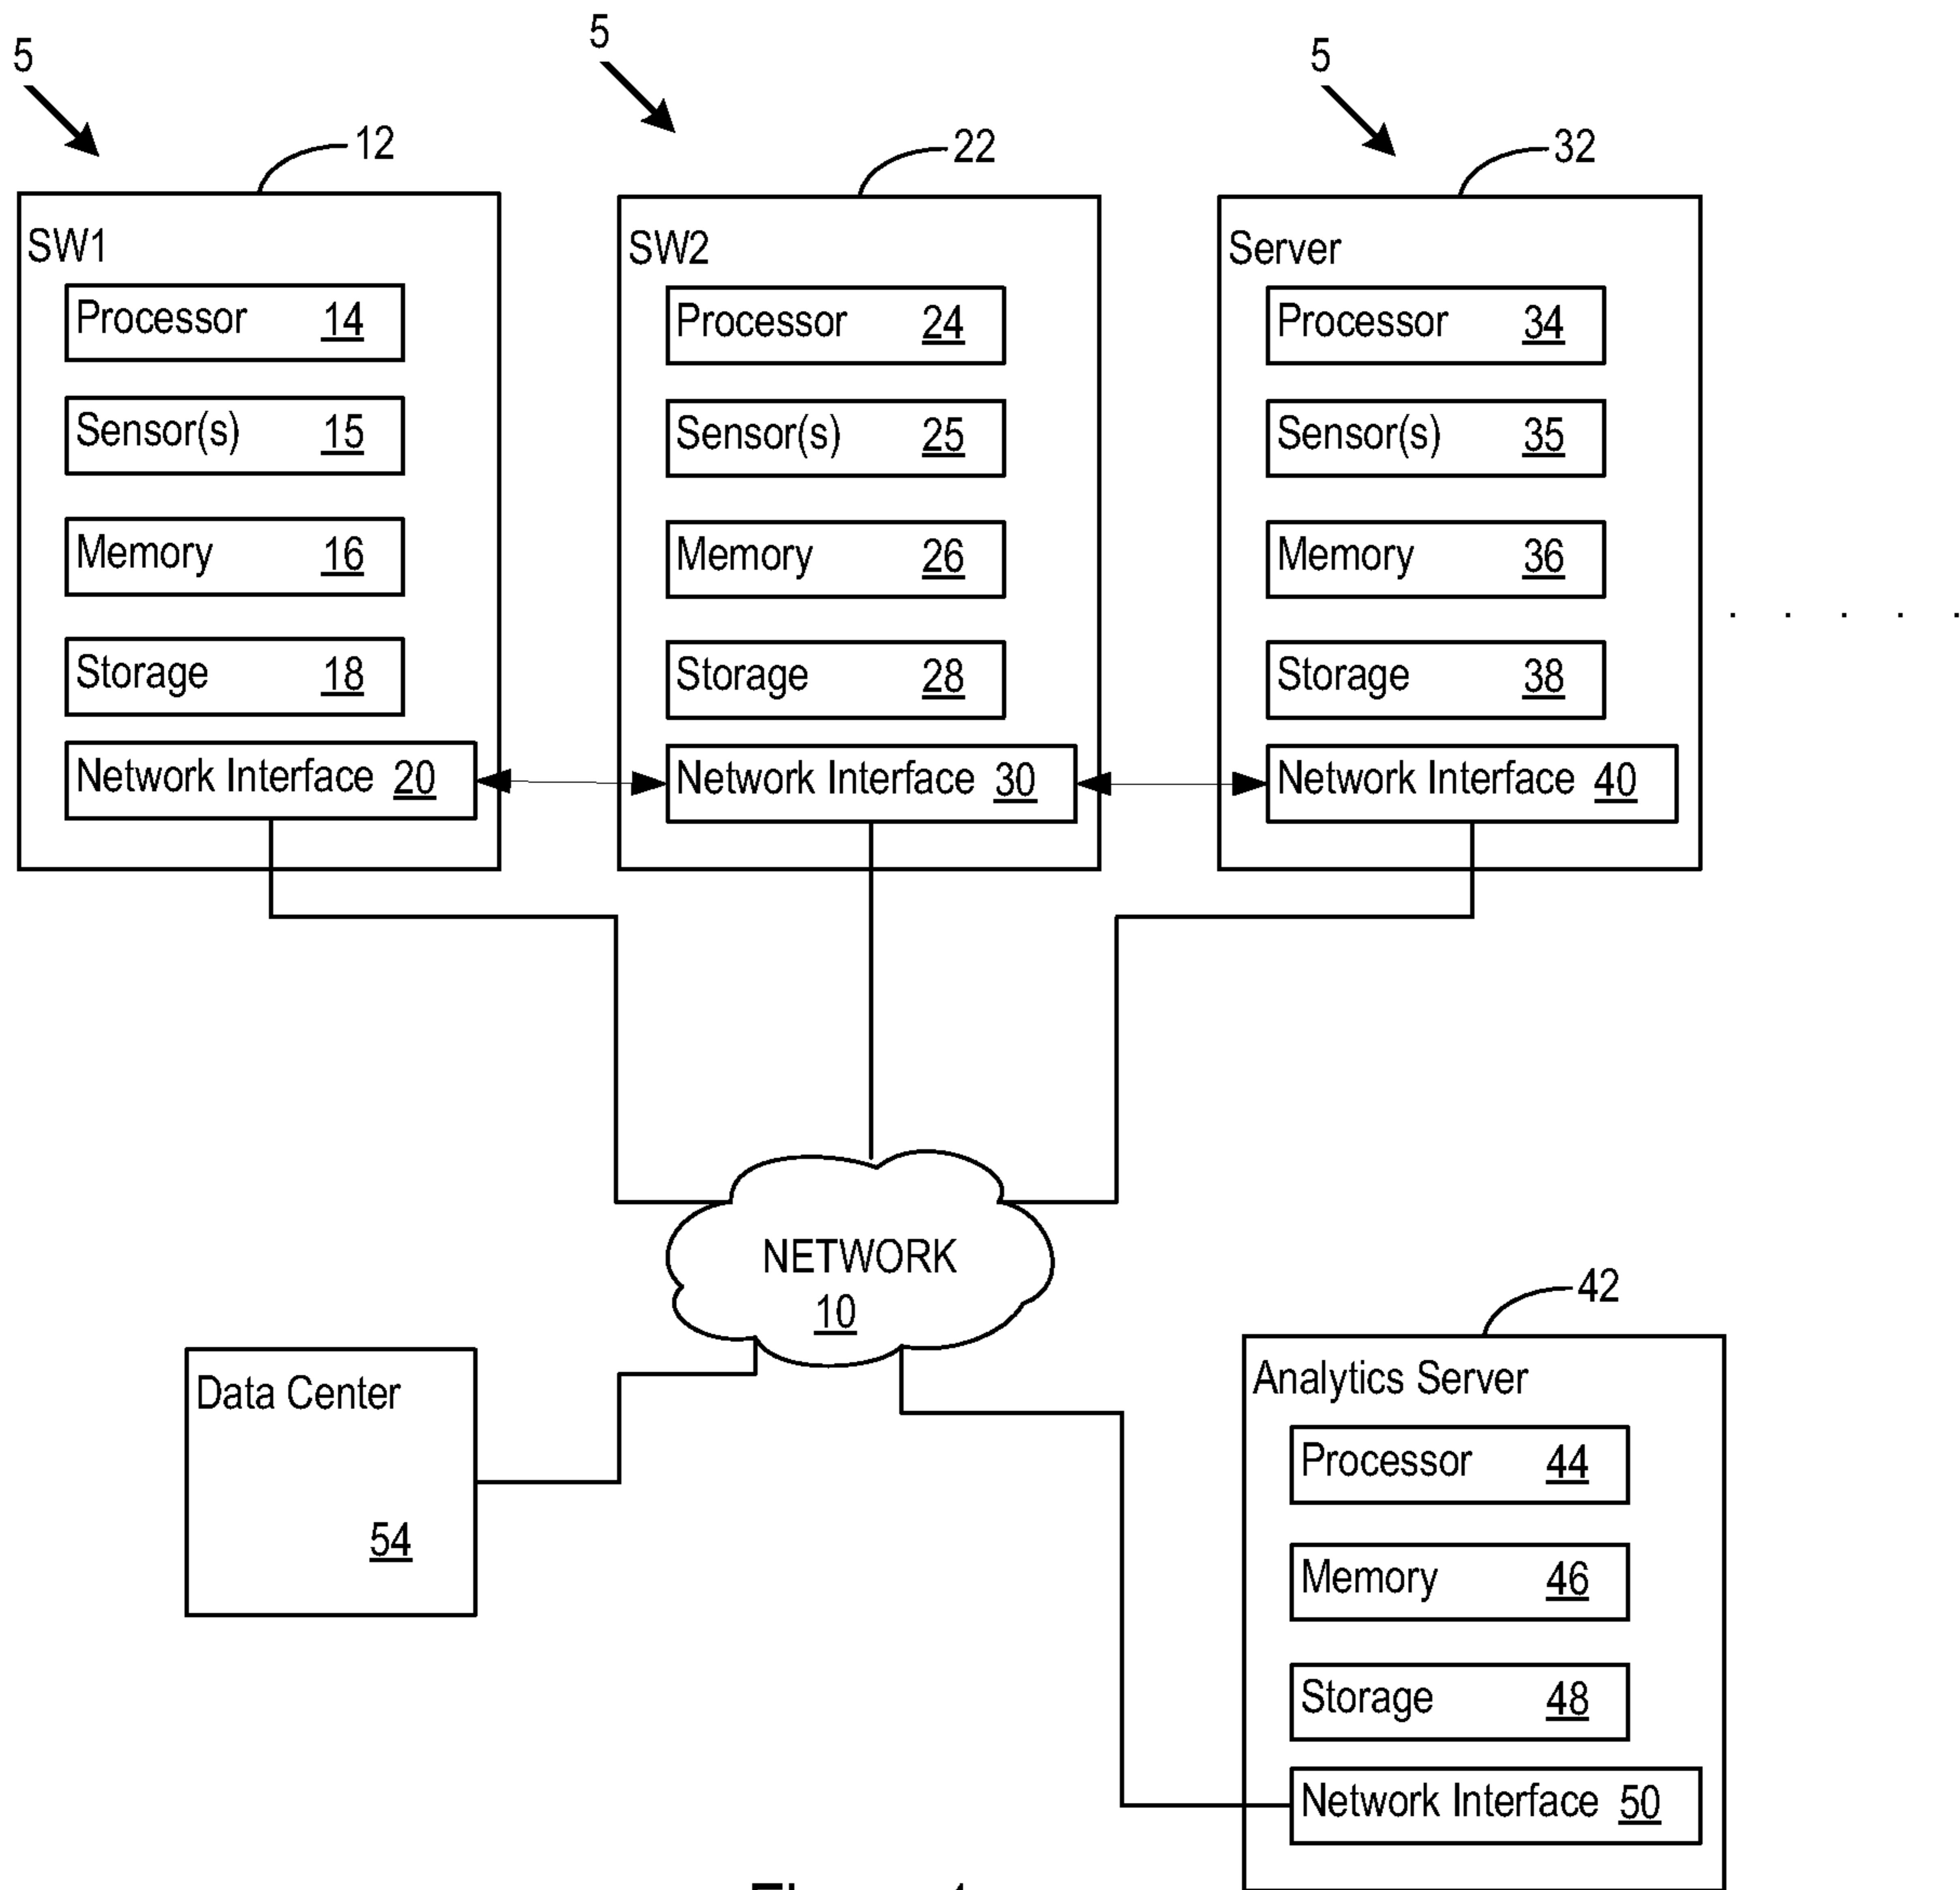 5
5
5
12
22
32
SW1
Processor 14
Sensor(s) 15
Memory 16
Storage 18
Network Interface 20
SW2
Processor 24
Sensor(s) 25
Memory 26
Storage 28
Network Interface 30
Server
Processor 34
Sensor(s) 35
Memory 36
Storage 38
Network Interface 40
. . . . .
NETWORK
10
Data Center
54
42
Analytics Server
Processor 44
Memory 46
Storage 48
Network Interface 50